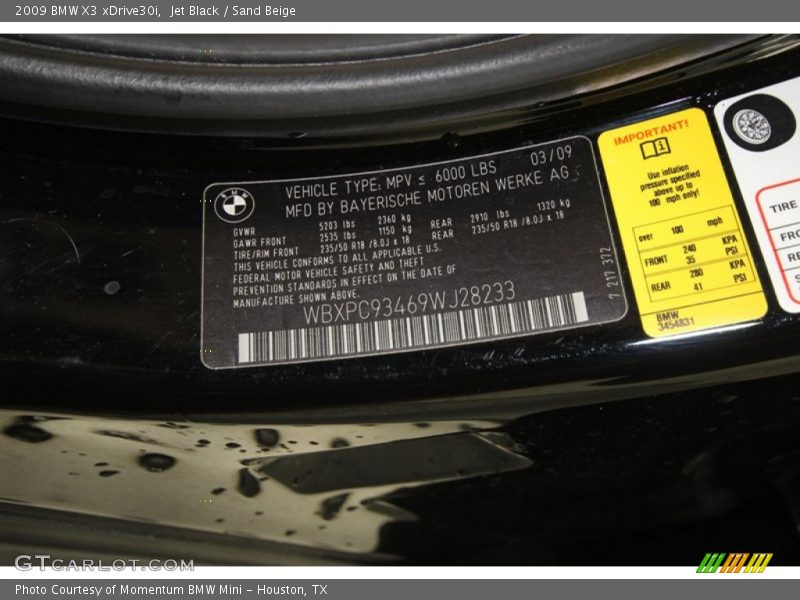 2009 BMW X3 xDrive30i,  Jet Black / Sand Beige
BMW
VEHICLE TYPE: MPV ≤ 6000 LBS 03/09
MFD BY BAYERISCHE MOTOREN WERKE AG
GVWR 5203 lbs 2360 kg
GAWR FRONT 2535 lbs 1150 kg REAR 2910 lbs 1320 kg
TIRE/RIM FRONT 235/50 R18 /8.0J x 18 REAR 235/50 R18 /8.0J x 18
THIS VEHICLE CONFORMS TO ALL APPLICABLE U.S.
FEDERAL MOTOR VEHICLE SAFETY AND THEFT
PREVENTION STANDARDS IN EFFECT ON THE DATE OF
MANUFACTURE SHOWN ABOVE.
WBXPC93469WJ28233
7 217 372
IMPORTANT!
Use inflation
pressure specified
above up to
100 mph only!
over 100 mph
FRONT 240 KPA
35 PSI
REAR 280 KPA
41 PSI
BMW
3454831
TIRE
FRO
RE
S
GTCARLOT.COM
Photo Courtesy of Momentum BMW Mini - Houston, TX